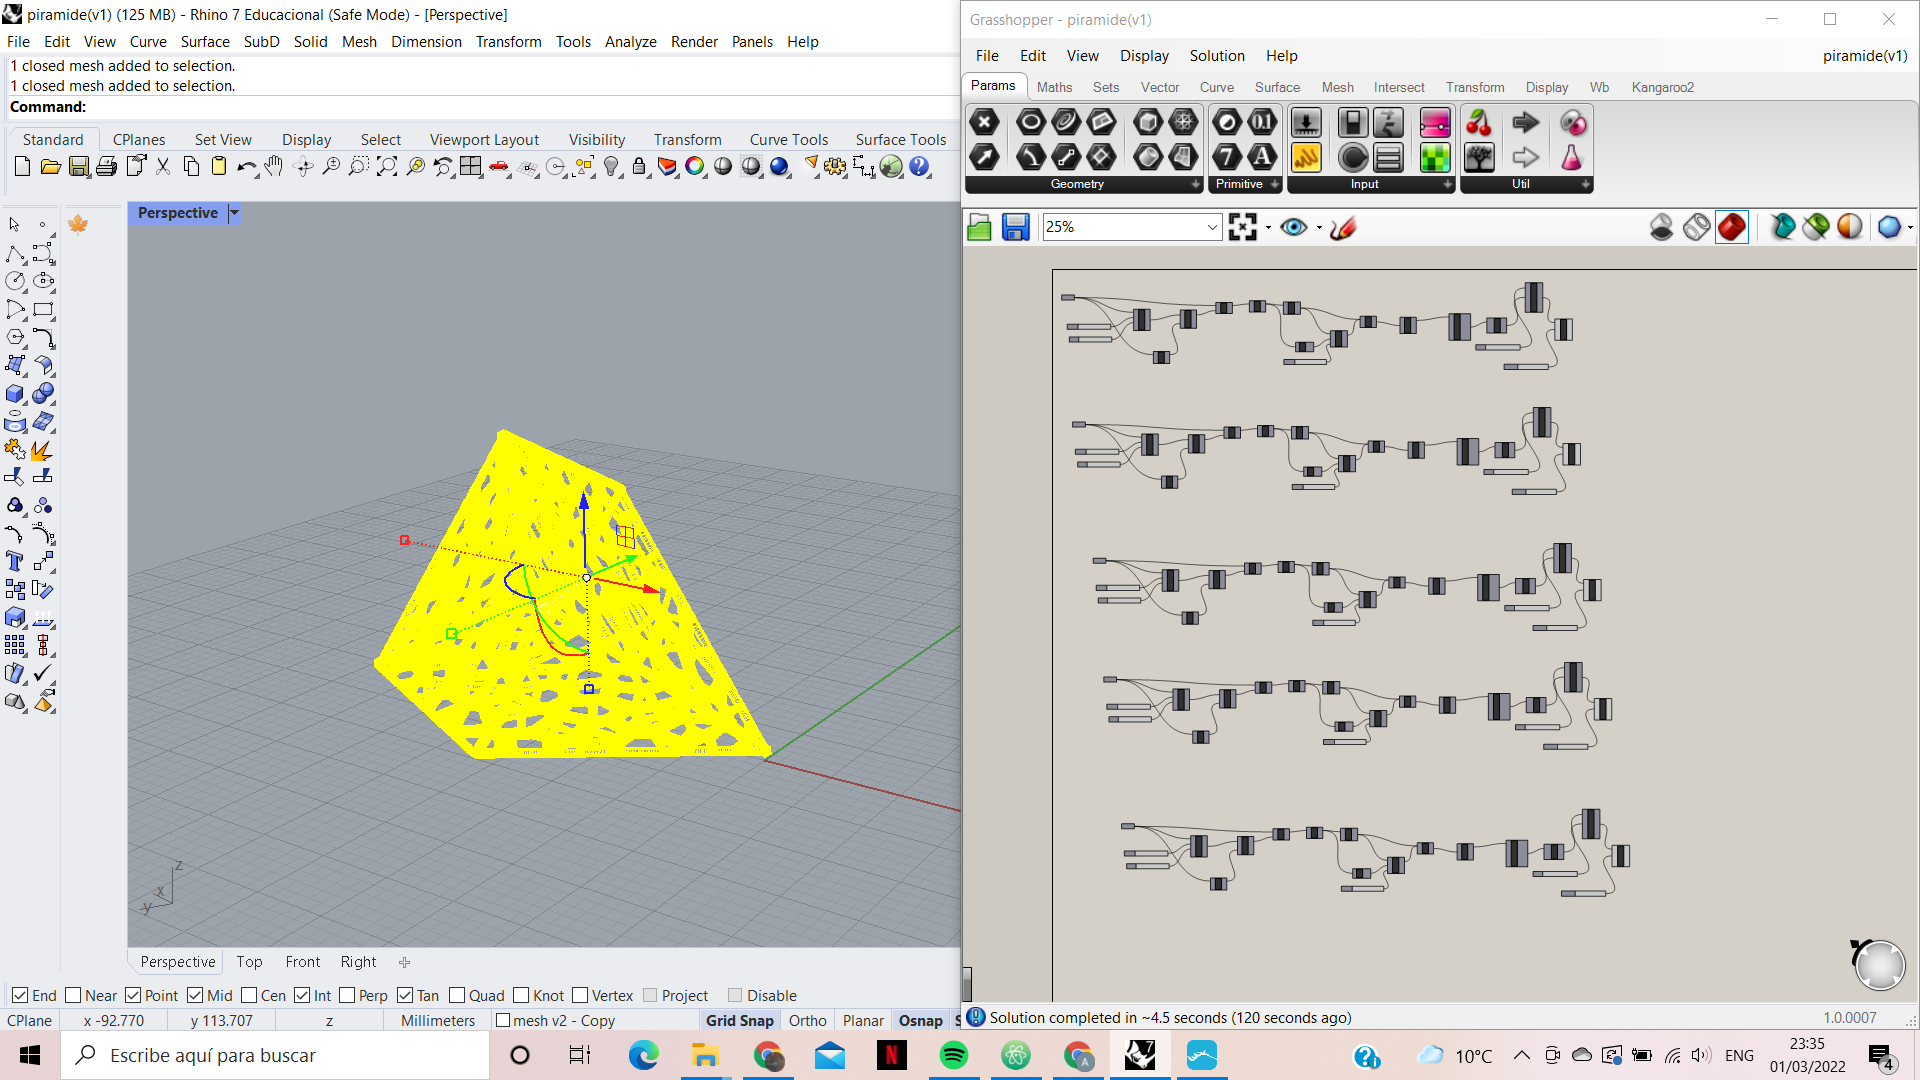 piramide(v1) (125 MB) - Rhino 7 Educacional (Safe Mode) - [Perspective]
File Edit View Curve Surface SubD Solid Mesh Dimension Transform Tools Analyze Render Panels Help
1 closed mesh added to selection.
1 closed mesh added to selection.
Command:
Standard CPlanes Set View Display Select Viewport Layout Visibility Transform Curve Tools Surface Tools
Perspective
z
x
y
Perspective Top Front Right
End Near Point Mid Cen Int Perp Tan Quad Knot Vertex Project Disable
CPlane x -92.770 y 113.707 z Millimeters mesh v2 - Copy Grid Snap Ortho Planar Osnap S
Grasshopper - piramide(v1)
File Edit View Display Solution Help piramide(v1)
Params Maths Sets Vector Curve Surface Mesh Intersect Transform Display Wb Kangaroo2
Geometry Primitive Input Util
25%
Solution completed in ~4.5 seconds (120 seconds ago) 1.0.0007
Escribe aquí para buscar
10°C ENG
23:35
01/03/2022
4